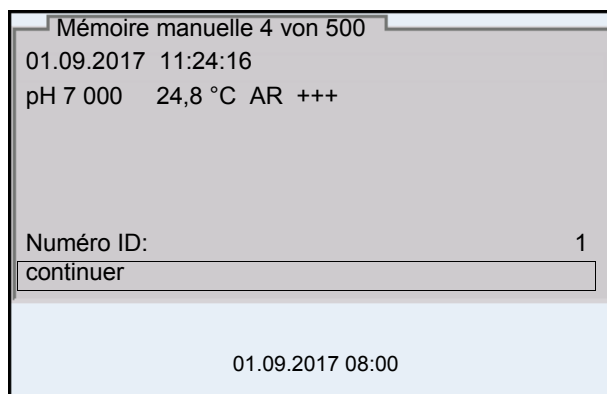 Mémoire manuelle 4 von 500
01.09.2017 11:24:16
pH 7 000 24,8 °C AR +++
Numéro ID: 1
continuer
01.09.2017 08:00